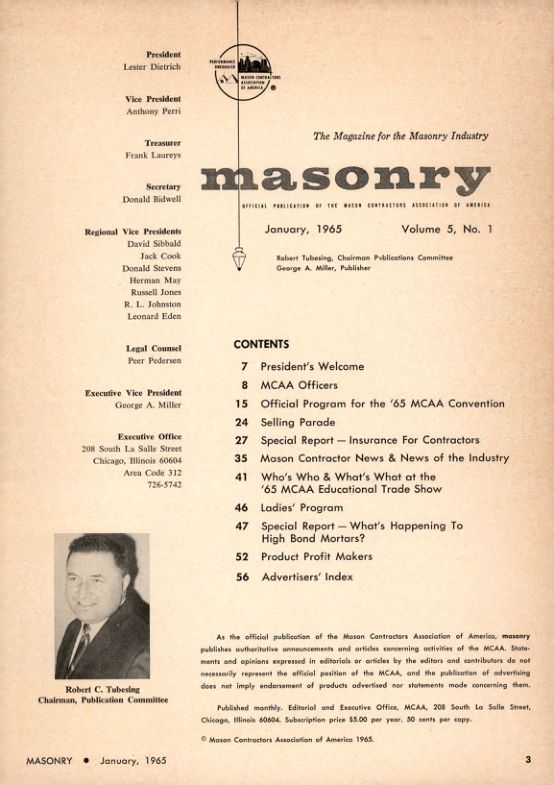 President
Lester Dietrich
Vice President
Anthony Perri
Treasurer
Frank Laureys
Secretary
Donald Bidwell
Regional Vice Presidents
David Sibbald
Jack Cook
Donald Stevens
Herman May
Russell Jones
R. L. Johnston
Leonard Eden
Legal Counsel
Peer Pedersen
Executive Vice President
George A. Miller
Executive Office
208 South La Salle Street
Chicago, Illinois 60604
Area Code 312
726-5742
Robert C. Tubesing
Chairman, Publication Committee
PERFORMANCE
UNEQUALED
MASON CONTRACTORS
ASSOCIATION
OF AMERICA
®
The Magazine for the Masonry Industry
masonry
OFFICIAL PUBLICATION OF THE MASON CONTRACTORS ASSOCIATION OF AMERICA
January, 1965 Volume 5, No. 1
Robert Tubesing, Chairman Publications Committee
George A. Miller, Publisher
CONTENTS
7 President's Welcome
8 MCAA Officers
15 Official Program for the '65 MCAA Convention
24 Selling Parade
27 Special Report — Insurance For Contractors
35 Mason Contractor News & News of the Industry
41 Who's Who & What's What at the
'65 MCAA Educational Trade Show
46 Ladies' Program
47 Special Report — What's Happening To
High Bond Mortars?
52 Product Profit Makers
56 Advertisers' Index
As the official publication of the Mason Contractors Association of America, masonry
publishes authoritative announcements and articles concerning activities of the MCAA. State-
ments and opinions expressed in editorials or articles by the editors and contributors do not
necessarily represent the official position of the MCAA, and the publication of advertising
does not imply endorsement of products advertised nor statements made concerning them.
Published monthly. Editorial and Executive Office, MCAA, 208 South La Salle Street,
Chicago, Illinois 60604. Subscription price $5.00 per year. 50 cents per copy.
© Mason Contractors Association of America 1965.
MASONRY • January, 1965 3